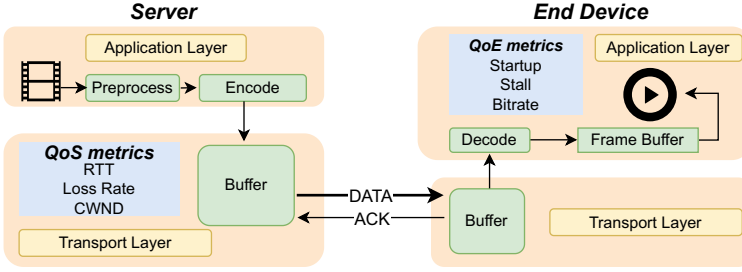 Server
Application Layer
Preprocess
Encode
QoS metrics
RTT
Loss Rate
CWND
Buffer
Transport Layer
DATA
ACK
End Device
QoE metrics
Startup
Stall
Bitrate
Application Layer
Decode
Frame Buffer
Buffer
Transport Layer